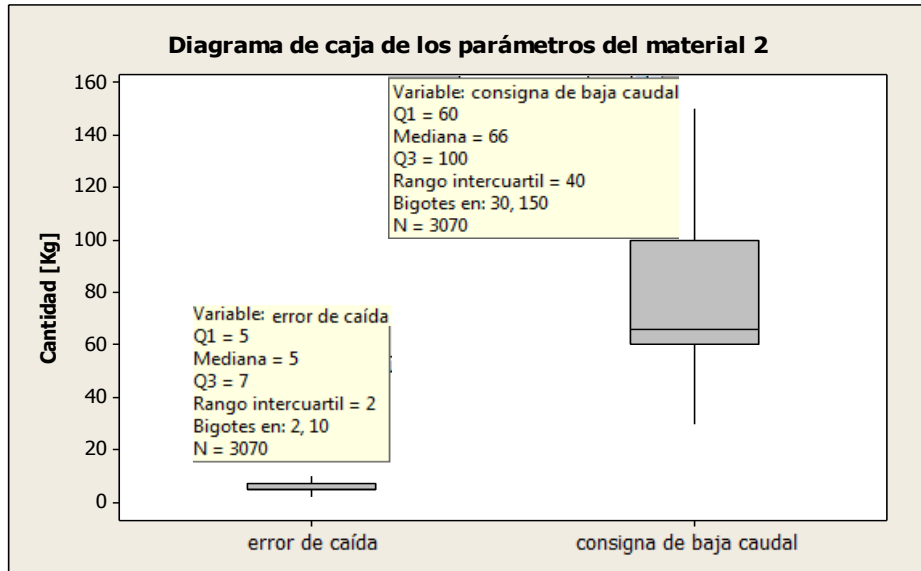 Diagrama de caja de los parámetros del material 2
Cantidad [Kg]
160
140
120
100
80
60
40
20
0
Variable: consigna de baja caudal
Q1 = 60
Mediana = 66
Q3 = 100
Rango intercuartil = 40
Bigotes en: 30, 150
N = 3070
Variable: error de caída
Q1 = 5
Mediana = 5
Q3 = 7
Rango intercuartil = 2
Bigotes en: 2, 10
N = 3070
error de caída
consigna de baja caudal